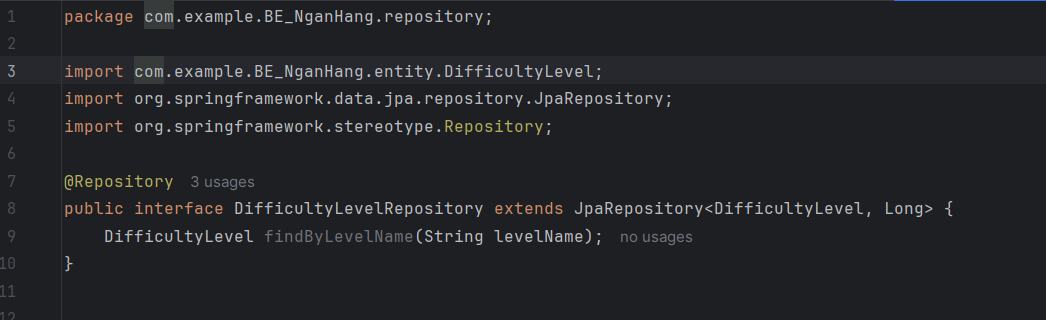 1 package com.example.BE_NganHang.repository;
2
3 import com.example.BE_NganHang.entity.DifficultyLevel;
4 import org.springframework.data.jpa.repository.JpaRepository;
5 import org.springframework.stereotype.Repository;
6
7 @Repository 3 usages
8 public interface DifficultyLevelRepository extends JpaRepository<DifficultyLevel, Long> {
9 DifficultyLevel findByLevelName(String levelName); no usages
10 }
11
12